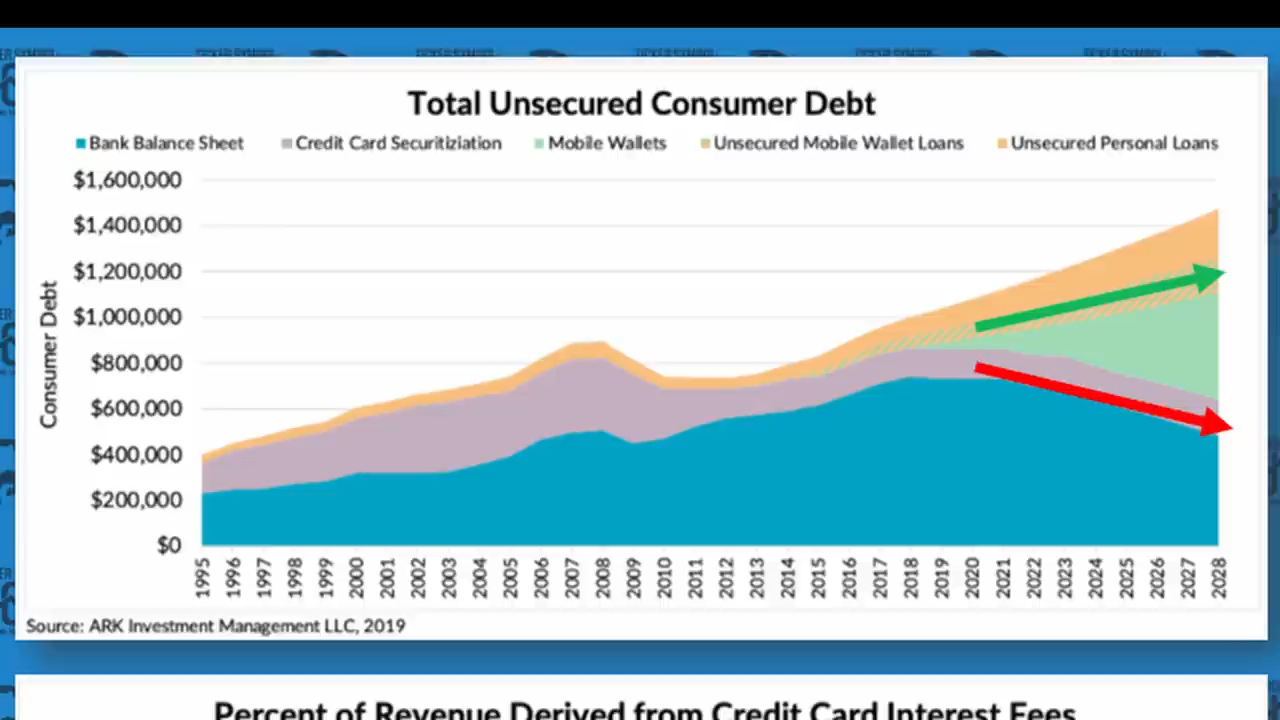 Total Unsecured Consumer Debt
Bank Balance Sheet Credit Card Securitiziation Mobile Wallets Unsecured Mobile Wallet Loans Unsecured Personal Loans
$1,600,000
$1,400,000
$1,200,000
$1,000,000
$800,000
$600,000
$400,000
$200,000
$0
Consumer Debt
1995 1996 1997 1998 1999 2000 2001 2002 2003 2004 2005 2006 2007 2008 2009 2010 2011 2012 2013 2014 2015 2016 2017 2018 2019 2020 2021 2022 2023 2024 2025 2026 2027 2028
Source: ARK Investment Management LLC, 2019
Percent of Revenue Derived from Credit Card Interest Fees